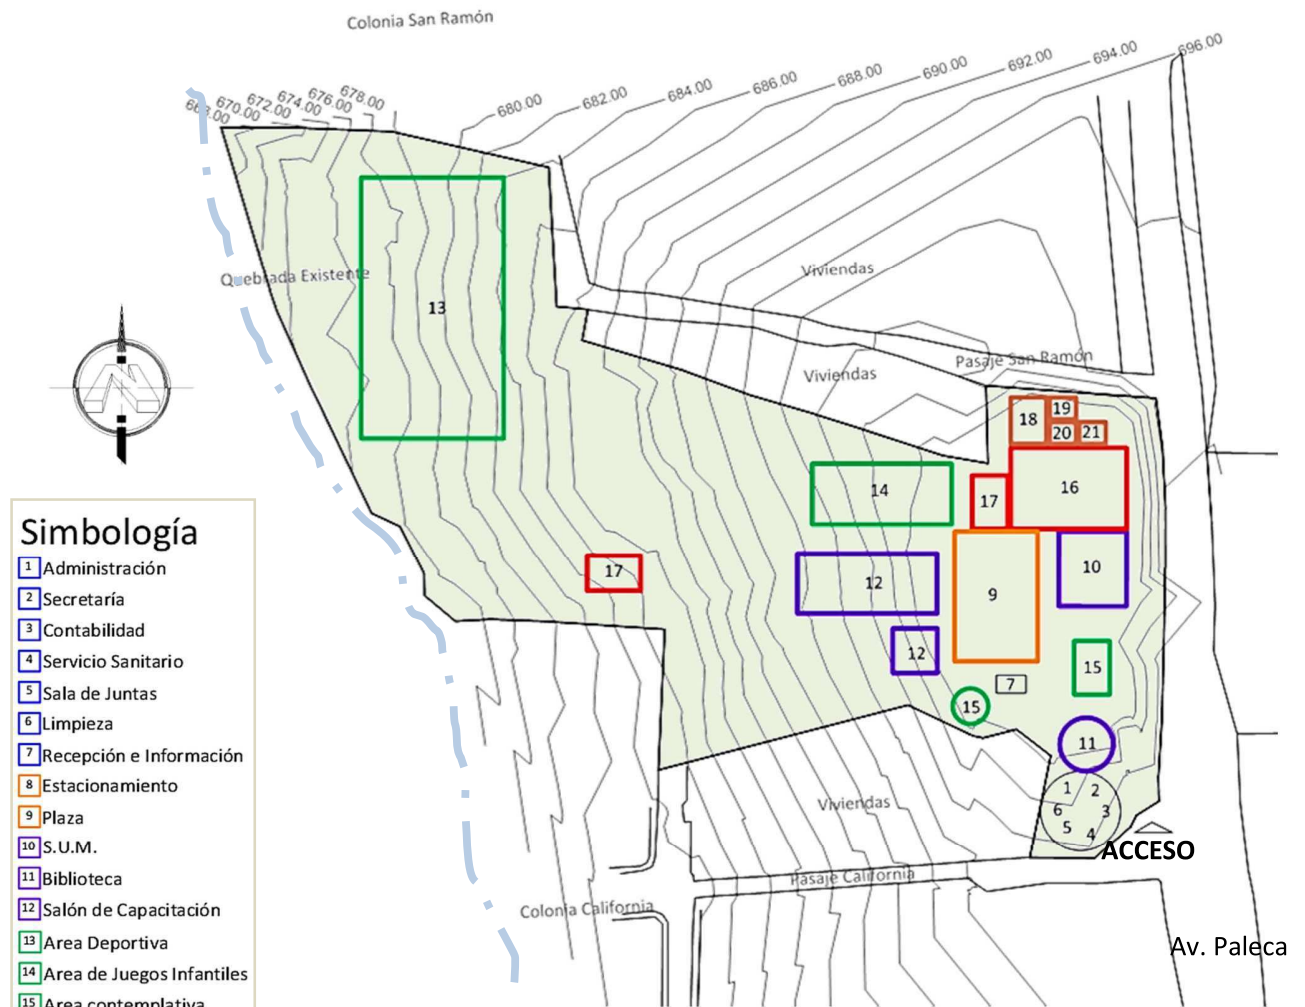 Colonia San Ramón
668.00
670.00
672.00
674.00
676.00
678.00
680.00
682.00
684.00
686.00
688.00
690.00
692.00
694.00
696.00
Quebrada Existente
Viviendas
Pasaje San Ramón
Viviendas
13
18
19
20
21
14
17
16
17
12
9
10
12
15
7
15
11
1
2
6
3
5
4
ACCESO
Viviendas
Pasaje California
Colonia California
Av. Paleca
Simbología
1 Administración
2 Secretaría
3 Contabilidad
4 Servicio Sanitario
5 Sala de Juntas
6 Limpieza
7 Recepción e Información
8 Estacionamiento
9 Plaza
10 S.U.M.
11 Biblioteca
12 Salón de Capacitación
13 Area Deportiva
14 Area de Juegos Infantiles
15 Area contemplativa